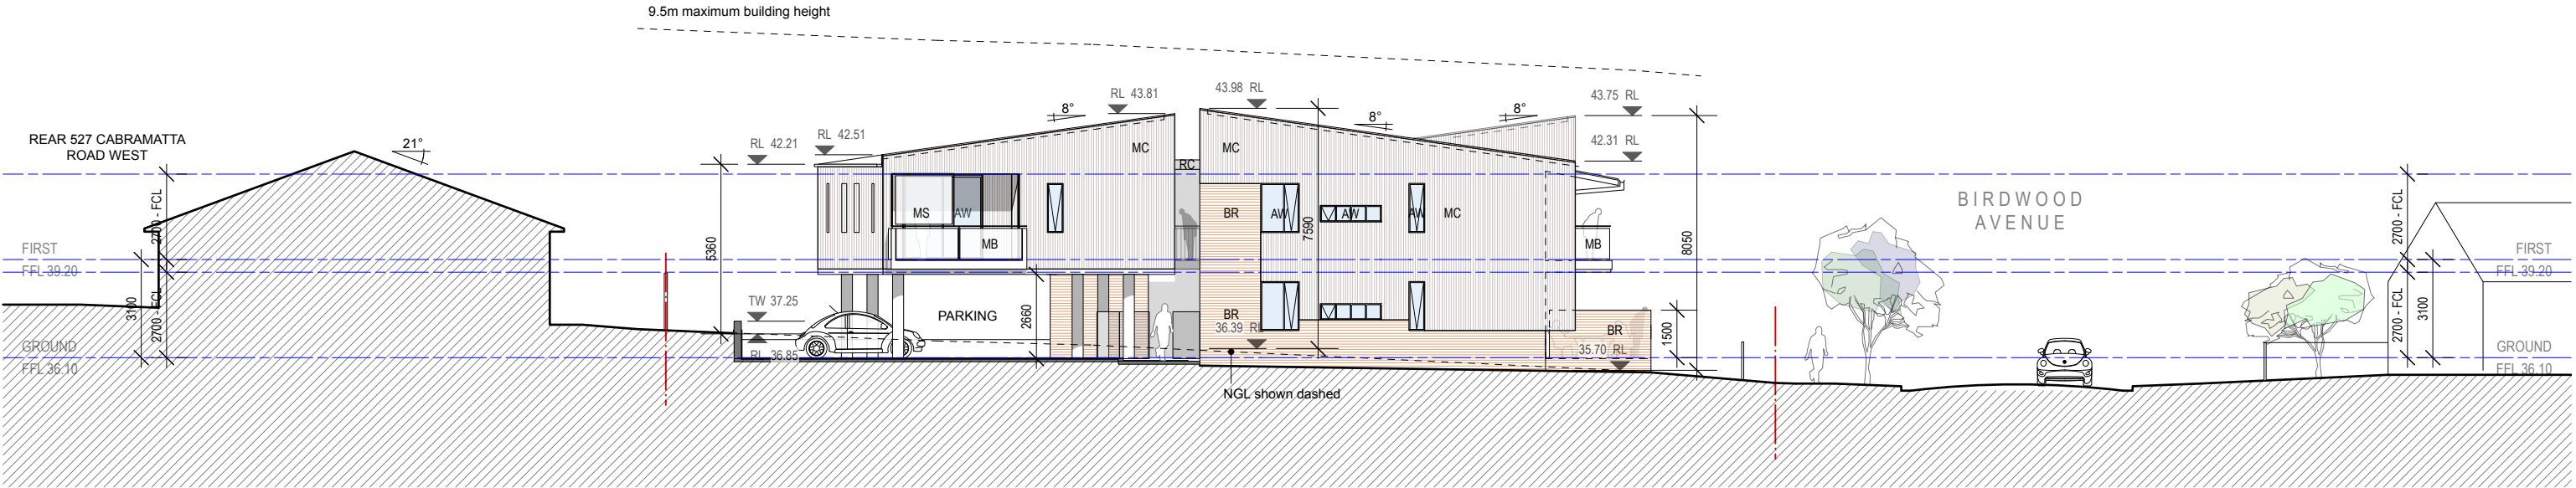 9.5m maximum building height
43.98 RL
RL 43.81
43.75 RL
8°
8°
8°
REAR 527 CABRAMATTA
ROAD WEST
21°
RL 42.21
RL 42.51
42.31 RL
MC
MC
RC
BIRDWOOD
AVENUE
2700 - FCL
MS
AW
BR
AW
AW
AW
MC
7590
2700 - FCL
FIRST
FFL 39.20
5360
MB
MB
8050
FIRST
FFL 39.20
3100
2700 - FCL
TW 37.25
PARKING
2660
BR
36.39 RL
BR
1500
2700 - FCL
3100
GROUND
FFL 36.10
RL 36.85
35.70 RL
GROUND
FFL 36.10
NGL shown dashed